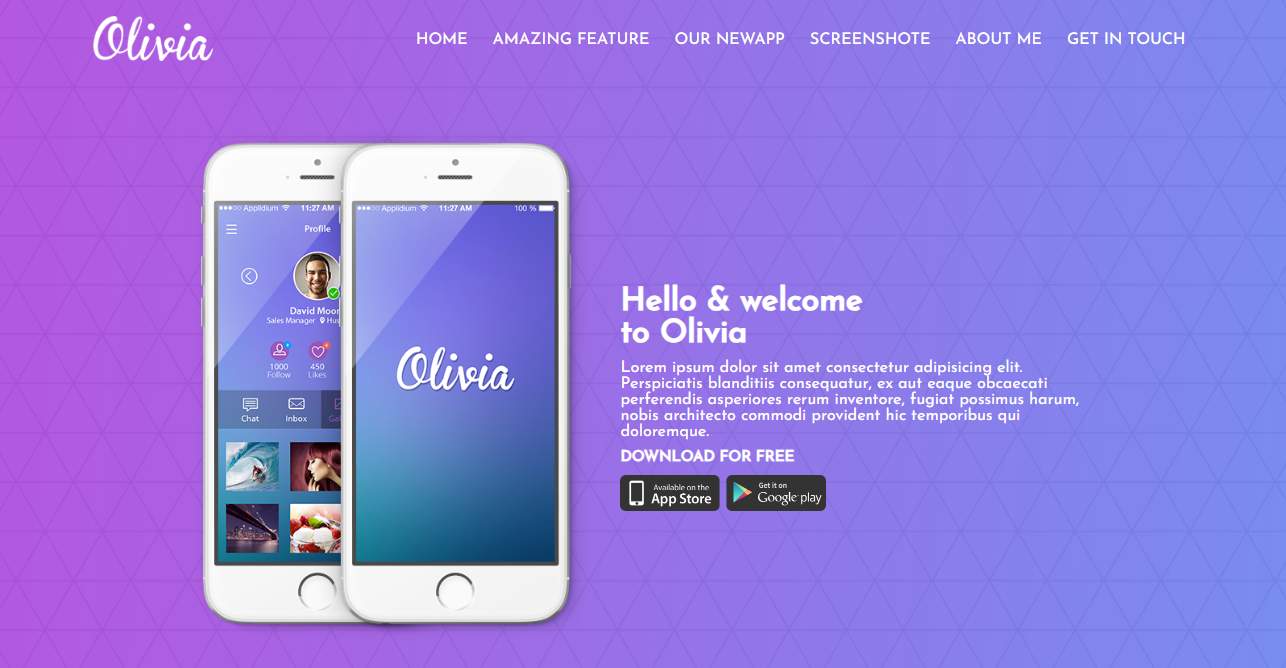 Olivia
HOME AMAZING FEATURE OUR NEWAPP SCREENSHOTE ABOUT ME GET IN TOUCH
Applidium 11:27 AM
Profile
David Moor
Sales Manager
1000
Follow
450
Likes
Chat
Inbox
Applidium 11:27 AM 100 %
Olivia
Hello & welcome
to Olivia
Lorem ipsum dolor sit amet consectetur adipisicing elit.
Perspiciatis blanditiis consequatur, ex aut eaque obcaecati
perferendis asperiores rerum inventore, fugiat possimus harum,
nobis architecto commodi provident hic temporibus qui
doloremque.
DOWNLOAD FOR FREE
Available on the
App Store
Get it on
Google play